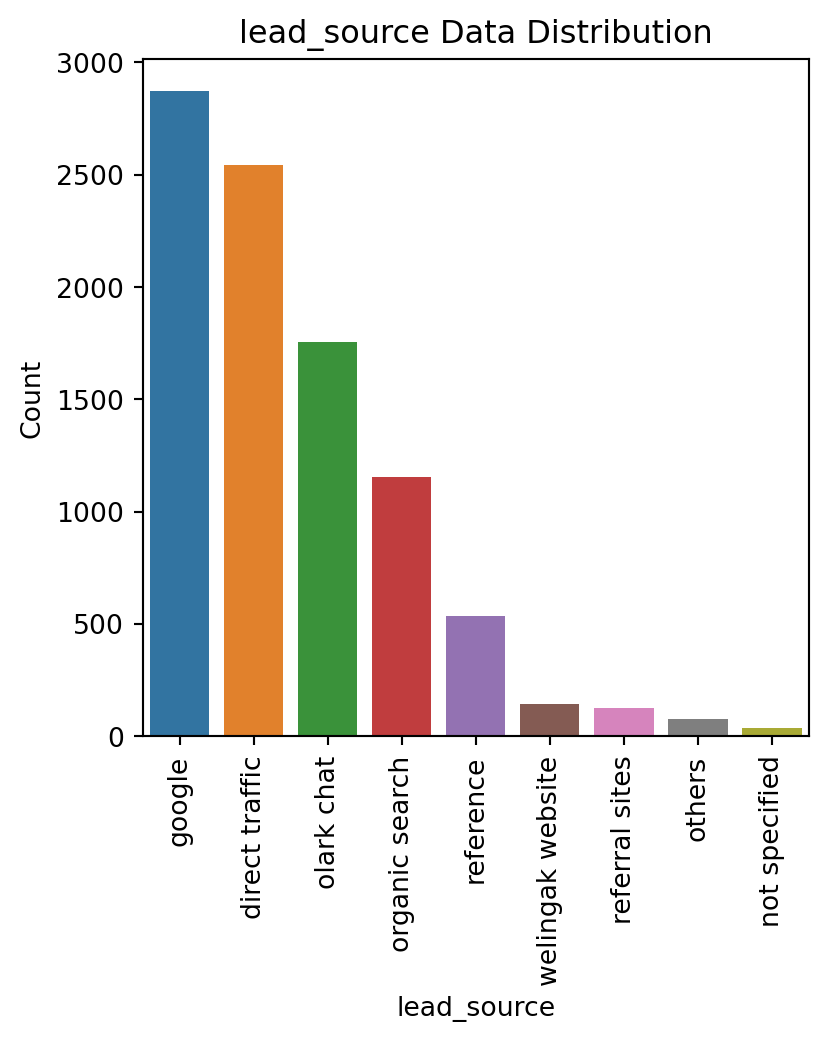 lead_source Data Distribution
3000
2500
2000
1500
1000
500
0
Count
google
direct traffic
olark chat
organic search
reference
welingak website
referral sites
others
not specified
lead_source